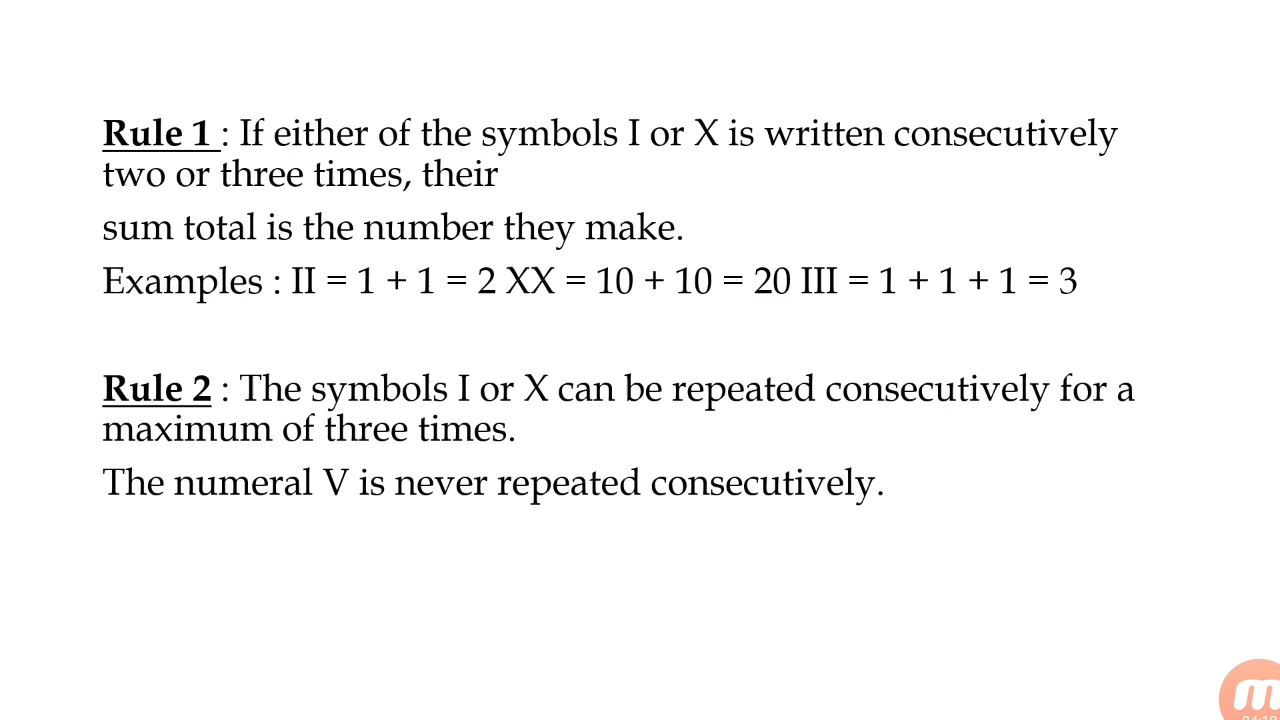 Rule 1 : If either of the symbols I or X is written consecutively
two or three times, their
sum total is the number they make.
Examples : II = 1 + 1 = 2 XX = 10 + 10 = 20 III = 1 + 1 + 1 = 3
Rule 2 : The symbols I or X can be repeated consecutively for a
maximum of three times.
The numeral V is never repeated consecutively.
m